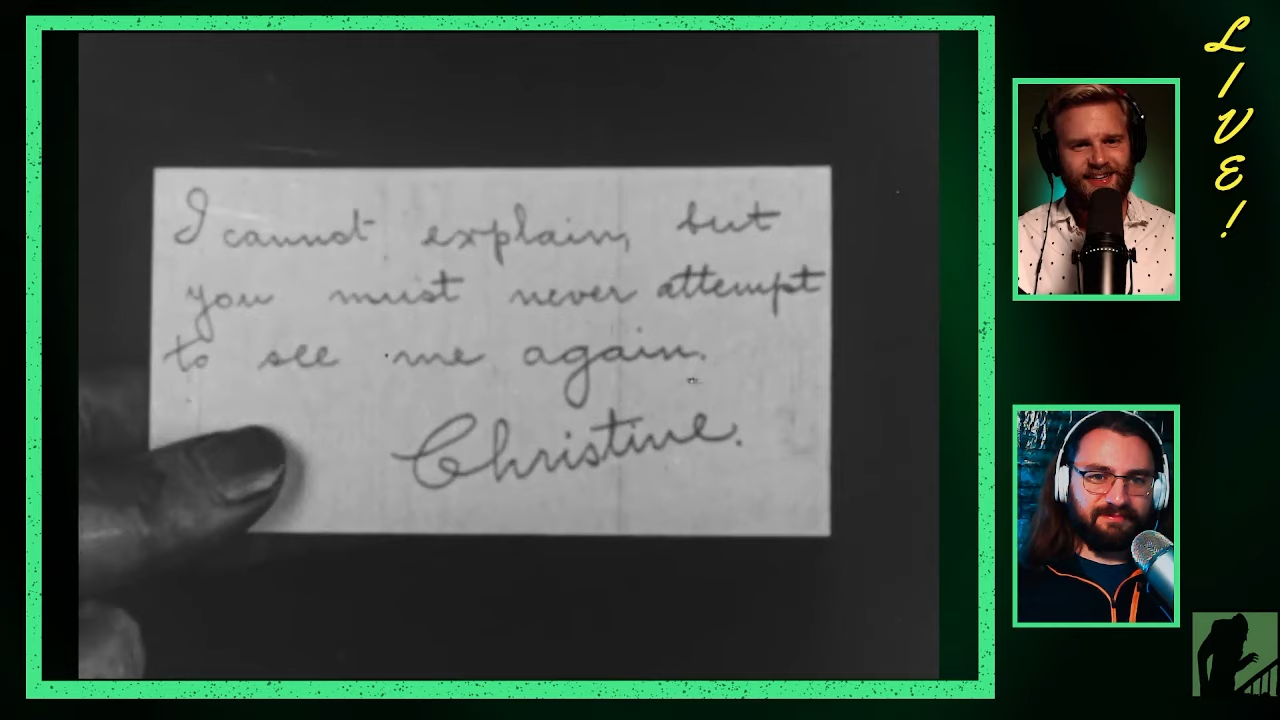 I cannot explain, but
you must never attempt
to see me again.
Christine.
LIVE!